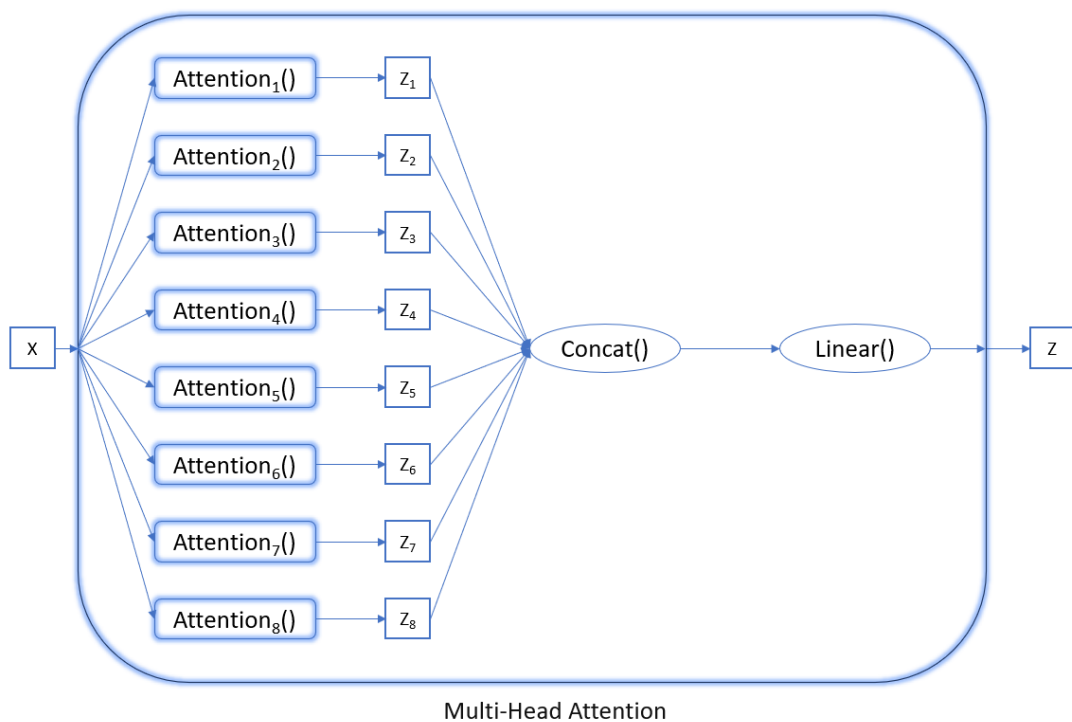 Attention₁()
Z₁
Attention₂()
Z₂
Attention₃()
Z₃
Attention₄()
Z₄
X
Concat()
Linear()
Z
Attention₅()
Z₅
Attention₆()
Z₆
Attention₇()
Z₇
Attention₈()
Z₈
Multi-Head Attention